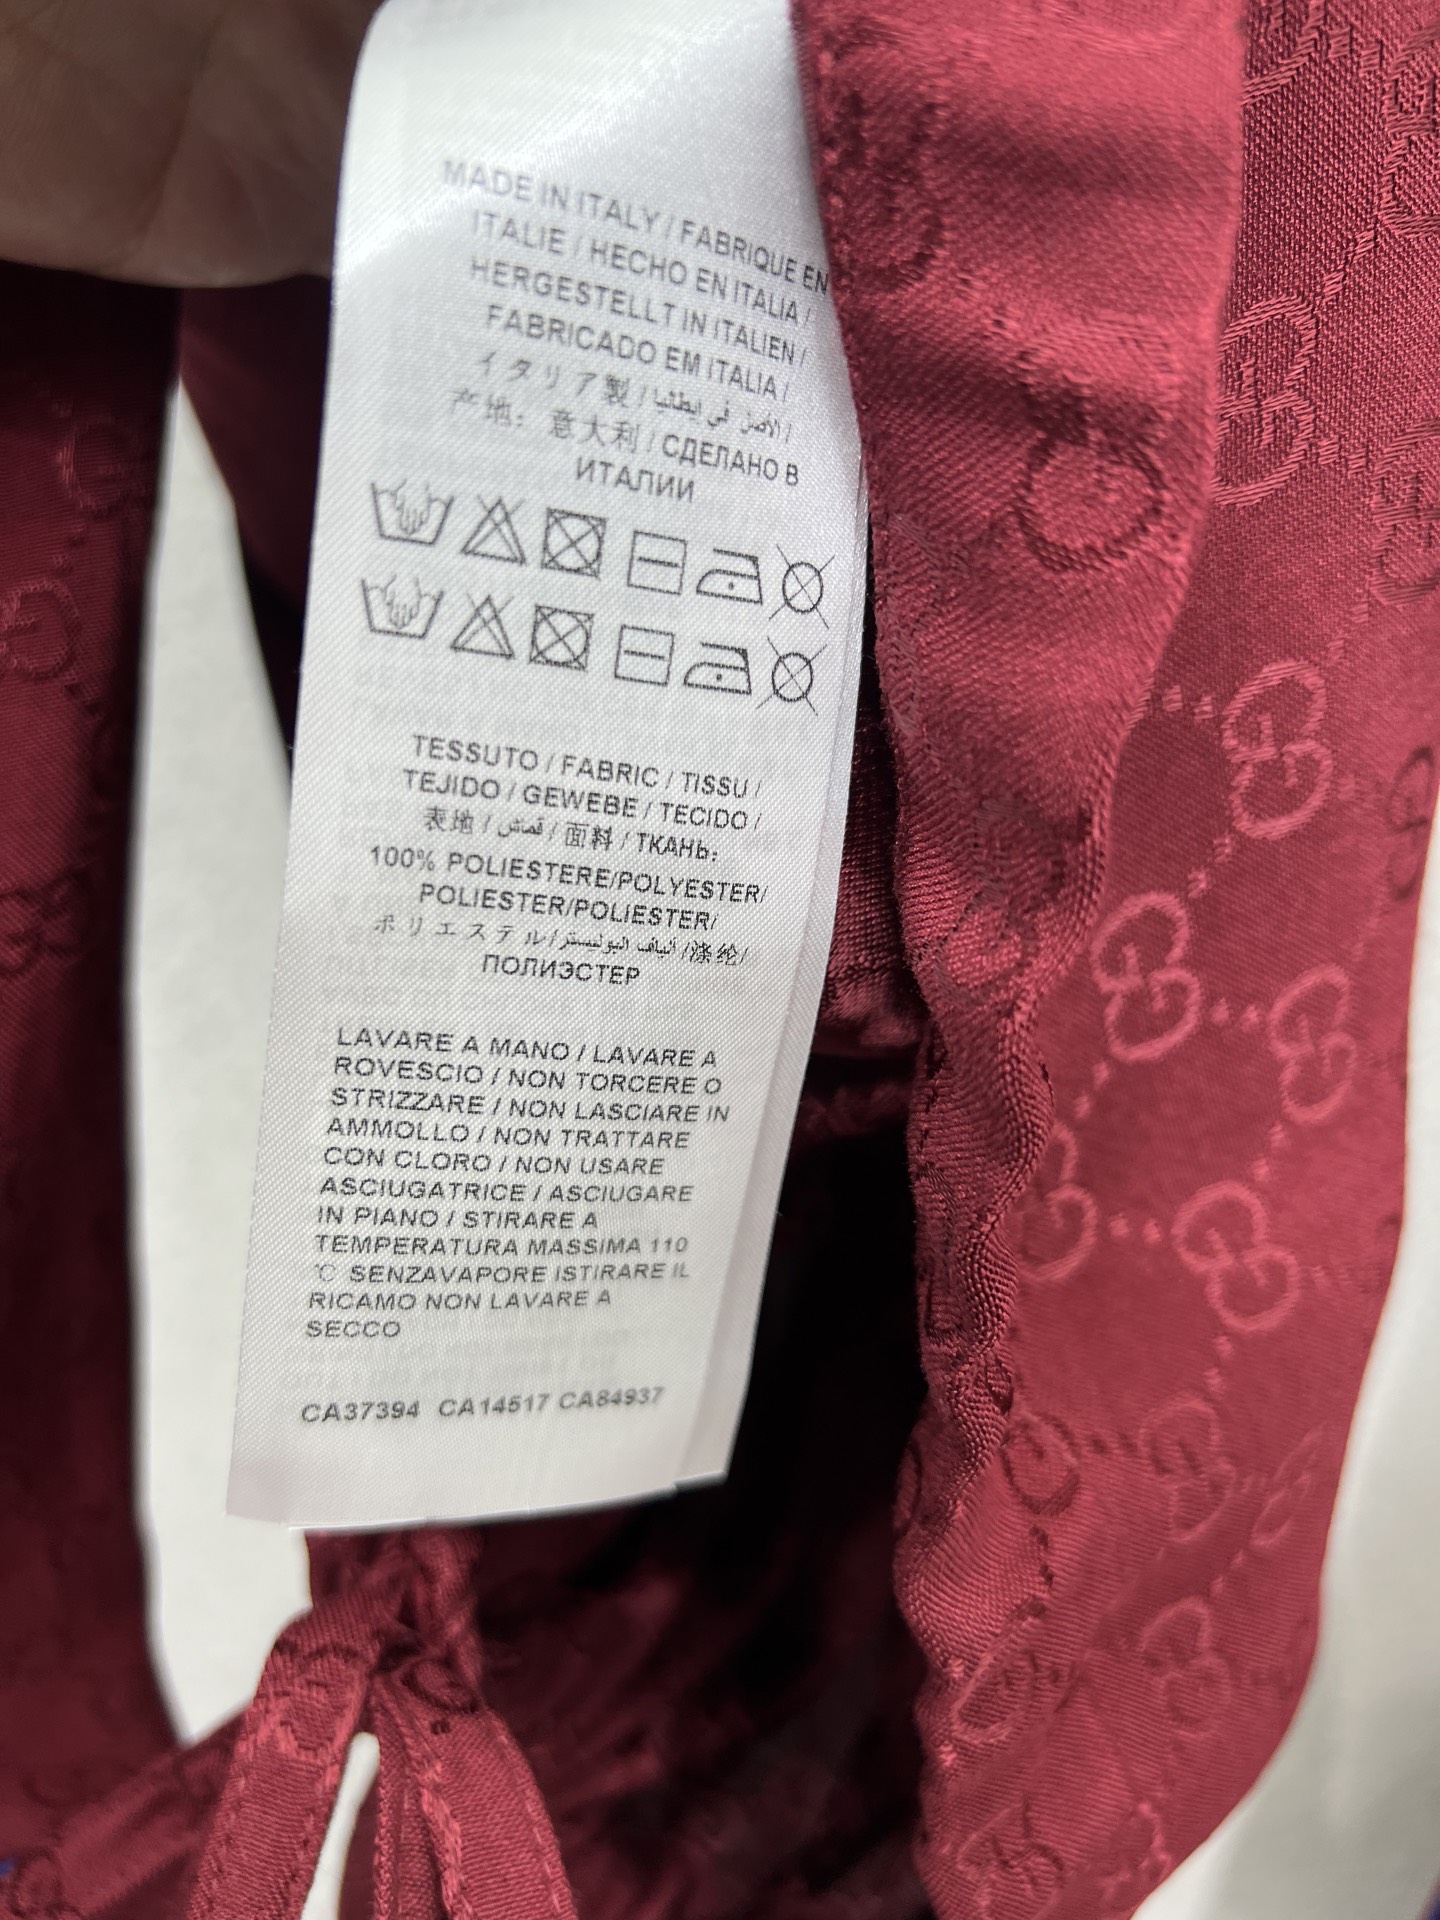 MADE IN ITALY / FABRIQUE EN
ITALIE / HECHO EN ITALIA /
HERGESTELLT IN ITALIEN /
FABRICADO EM ITALIA /
イタリア製 / الأصل في إيطاليا /
产地: 意大利 / СДЕЛАНО В
ИТАЛИИ
TESSUTO / FABRIC / TISSU /
TEJIDO / GEWEBE / TECIDO /
表地 / قماش / 面料 / ТКАНЬ:
100% POLIESTERE/POLYESTER/
POLIESTER/POLIESTER/
ポリエステル/الياف البوليستر/涤纶/
ПОЛИЭСТЕР
LAVARE A MANO / LAVARE A
ROVESCIO / NON TORCERE O
STRIZZARE / NON LASCIARE IN
AMMOLLO / NON TRATTARE
CON CLORO / NON USARE
ASCIUGATRICE / ASCIUGARE
IN PIANO / STIRARE A
TEMPERATURA MASSIMA 110
°C SENZAVAPORE ISTIRARE IL
RICAMO NON LAVARE A
SECCO
CA37394 CA14517 CA84937